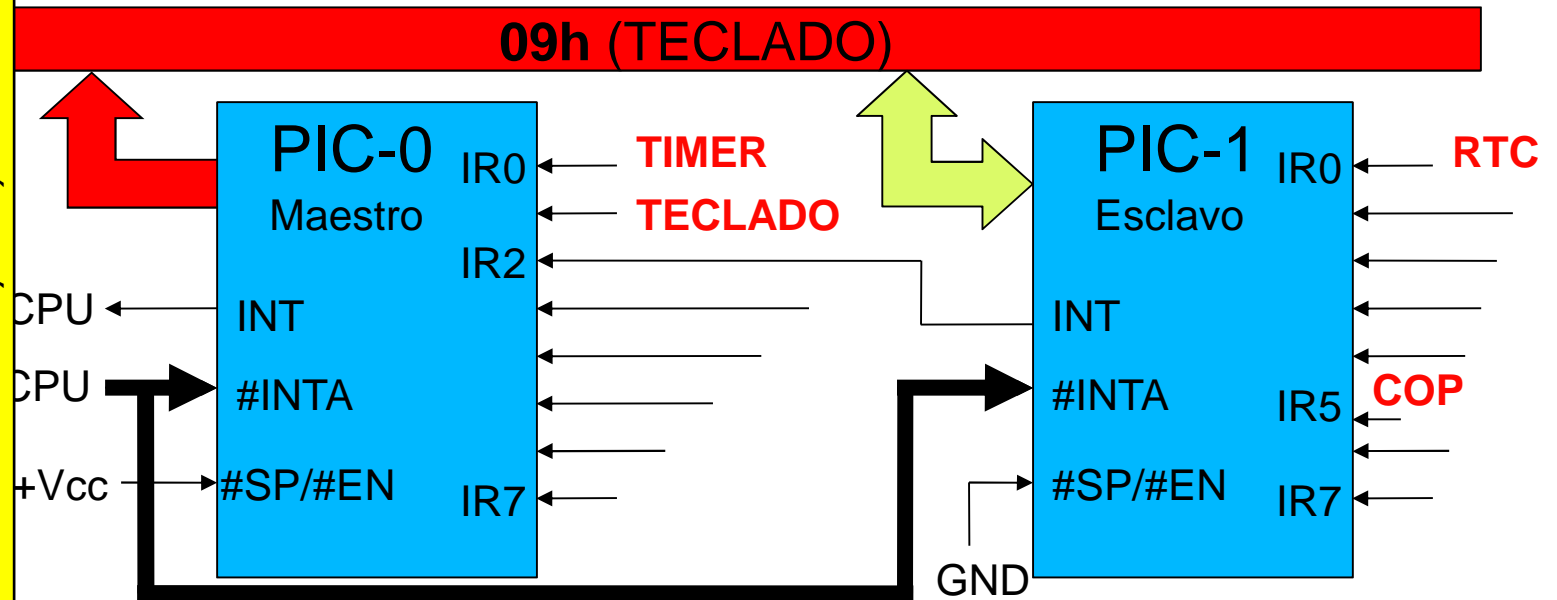 09h (TECLADO)
PIC-0
Maestro
IR0
TIMER
TECLADO
IR2
CPU
INT
CPU
#INTA
+Vcc
#SP/#EN
IR7
PIC-1
Esclavo
IR0
RTC
INT
#INTA
IR5
COP
#SP/#EN
IR7
GND